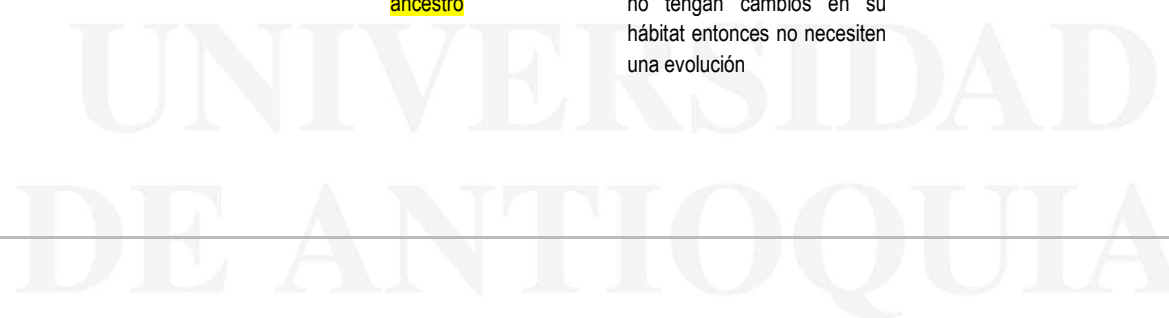 ancestro
no tengan cambios en su
hábitat entonces no necesiten
una evolución
UNIVERSIDAD
DE ANTIOQUIA